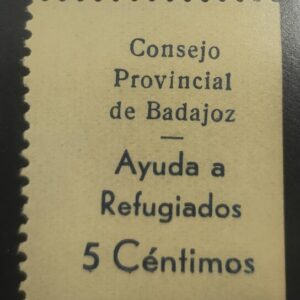 Consejo
Provincial
de Badajoz
Ayuda a
Refugiados
5 Céntimos